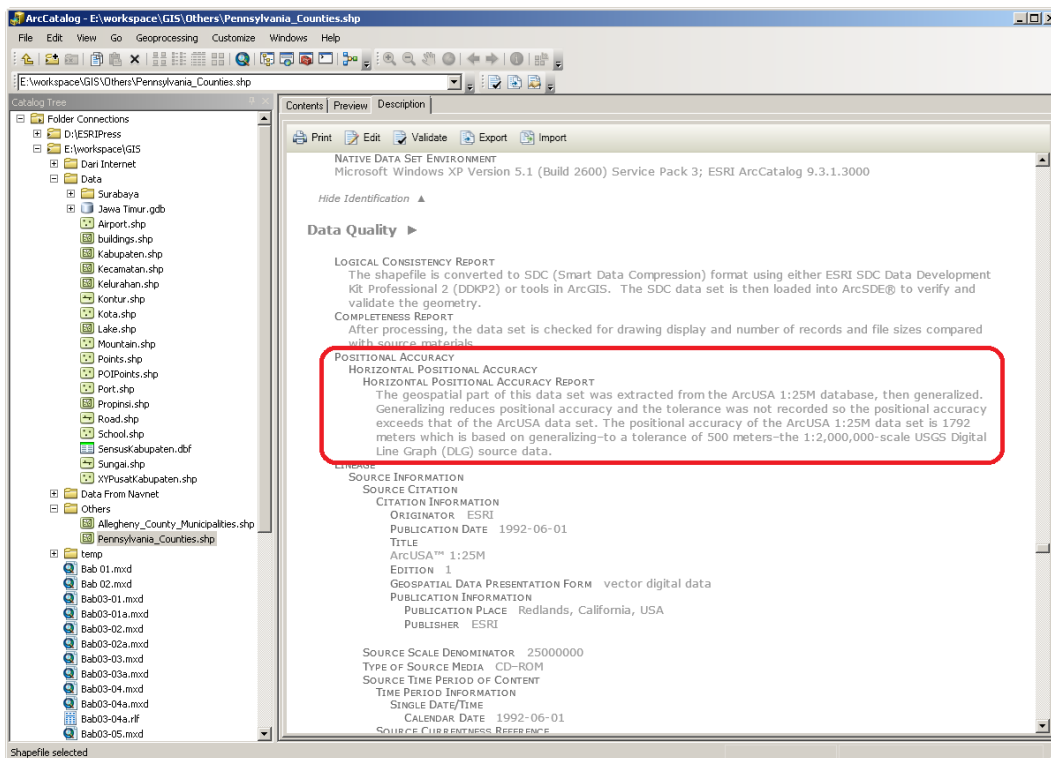 ArcCatalog - E:\workspace\GIS\Others\Pennsylvania_Counties.shp
File Edit View Go Geoprocessing Customize Windows Help
E:\workspace\GIS\Others\Pennsylvania_Counties.shp
Catalog Tree
Folder Connections
D:\ESRIPress
E:\workspace\GIS
Dari Internet
Data
Surabaya
Jawa Timur.gdb
Airport.shp
buildings.shp
Kabupaten.shp
Kecamatan.shp
Kelurahan.shp
Kontur.shp
Kota.shp
Lake.shp
Mountain.shp
Points.shp
POIPoints.shp
Port.shp
Propinsi.shp
Road.shp
School.shp
SensusKabupaten.dbf
Sungai.shp
XYPusatKabupaten.shp
Data From Navnet
Others
Allegheny_County_Municipalities.shp
Pennsylvania_Counties.shp
temp
Bab 01.mxd
Bab 02.mxd
Bab03-01.mxd
Bab03-01a.mxd
Bab03-02.mxd
Bab03-02a.mxd
Bab03-03.mxd
Bab03-03a.mxd
Bab03-04.mxd
Bab03-04a.mxd
Bab03-04a.rlf
Bab03-05.mxd
Contents Preview Description
Print Edit Validate Export Import
NATIVE DATA SET ENVIRONMENT
Microsoft Windows XP Version 5.1 (Build 2600) Service Pack 3; ESRI ArcCatalog 9.3.1.3000
Hide Identification ▲
Data Quality ►
LOGICAL CONSISTENCY REPORT
The shapefile is converted to SDC (Smart Data Compression) format using either ESRI SDC Data Development
Kit Professional 2 (DDKP2) or tools in ArcGIS. The SDC data set is then loaded into ArcSDE® to verify and
validate the geometry.
COMPLETENESS REPORT
After processing, the data set is checked for drawing display and number of records and file sizes compared
with source materials.
POSITIONAL ACCURACY
HORIZONTAL POSITIONAL ACCURACY
HORIZONTAL POSITIONAL ACCURACY REPORT
The geospatial part of this data set was extracted from the ArcUSA 1:25M database, then generalized.
Generalizing reduces positional accuracy and the tolerance was not recorded so the positional accuracy
exceeds that of the ArcUSA data set. The positional accuracy of the ArcUSA 1:25M data set is 1792
meters which is based on generalizing–to a tolerance of 500 meters–the 1:2,000,000-scale USGS Digital
Line Graph (DLG) source data.
LINEAGE
SOURCE INFORMATION
SOURCE CITATION
CITATION INFORMATION
ORIGINATOR ESRI
PUBLICATION DATE 1992-06-01
TITLE
ArcUSA™ 1:25M
EDITION 1
GEOSPATIAL DATA PRESENTATION FORM vector digital data
PUBLICATION INFORMATION
PUBLICATION PLACE Redlands, California, USA
PUBLISHER ESRI
SOURCE SCALE DENOMINATOR 25000000
TYPE OF SOURCE MEDIA CD-ROM
SOURCE TIME PERIOD OF CONTENT
TIME PERIOD INFORMATION
SINGLE DATE/TIME
CALENDAR DATE 1992-06-01
SOURCE CURRENTNESS REFERENCE
Shapefile selected